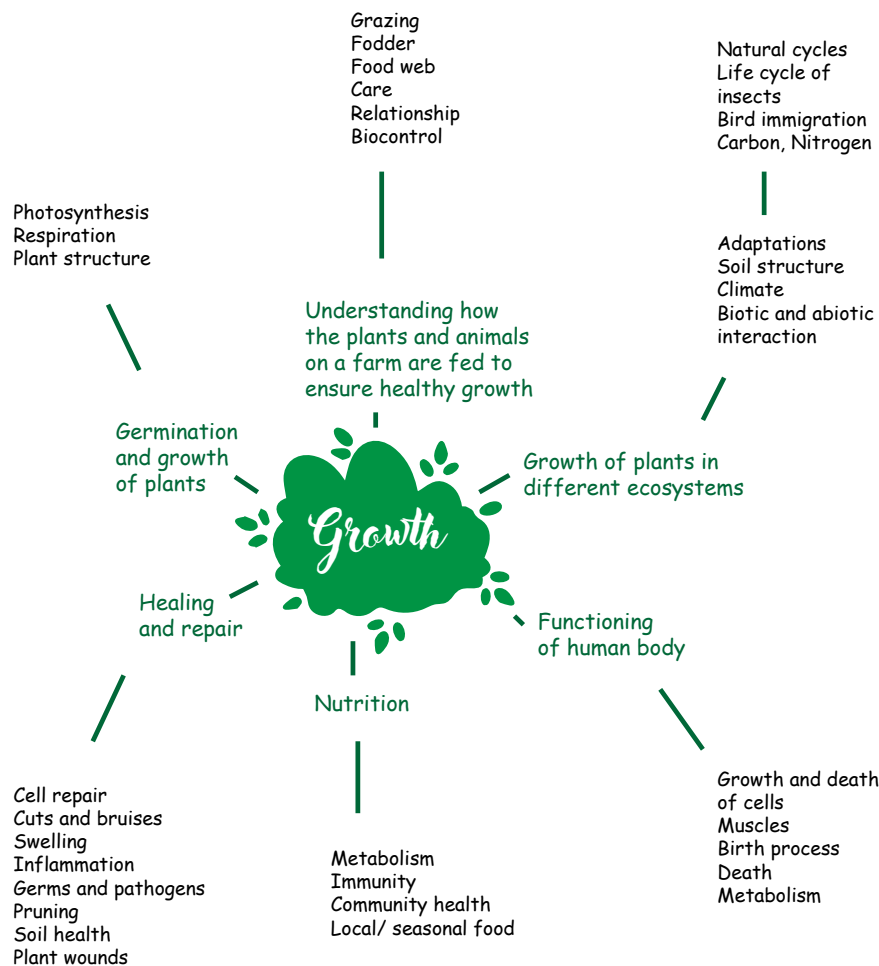 Grazing
Fodder
Food web
Care
Relationship
Biocontrol
Natural cycles
Life cycle of
insects
Bird immigration
Carbon, Nitrogen
Photosynthesis
Respiration
Plant structure
Adaptations
Soil structure
Climate
Biotic and abiotic
interaction
Understanding how
the plants and animals
on a farm are fed to
ensure healthy growth
Germination
and growth
of plants
Growth of plants in
different ecosystems
Growth
Healing
and repair
Functioning
of human body
Nutrition
Cell repair
Cuts and bruises
Swelling
Inflammation
Germs and pathogens
Pruning
Soil health
Plant wounds
Metabolism
Immunity
Community health
Local/ seasonal food
Growth and death
of cells
Muscles
Birth process
Death
Metabolism